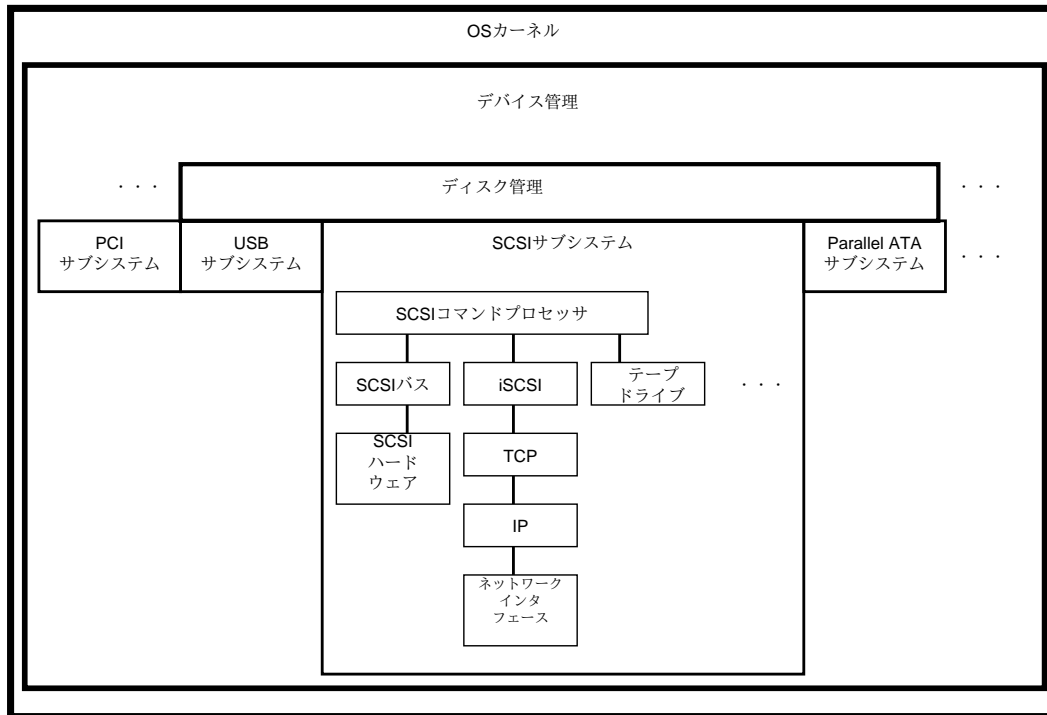 OSカーネル
デバイス管理
・・・
ディスク管理
・・・
PCI
サブシステム
USB
サブシステム
SCSIサブシステム
Parallel ATA
サブシステム
・・・
SCSIコマンドプロセッサ
SCSIバス
iSCSI
テープ
ドライブ
・・・
SCSI
ハード
ウェア
TCP
IP
ネットワーク
インタ
フェース